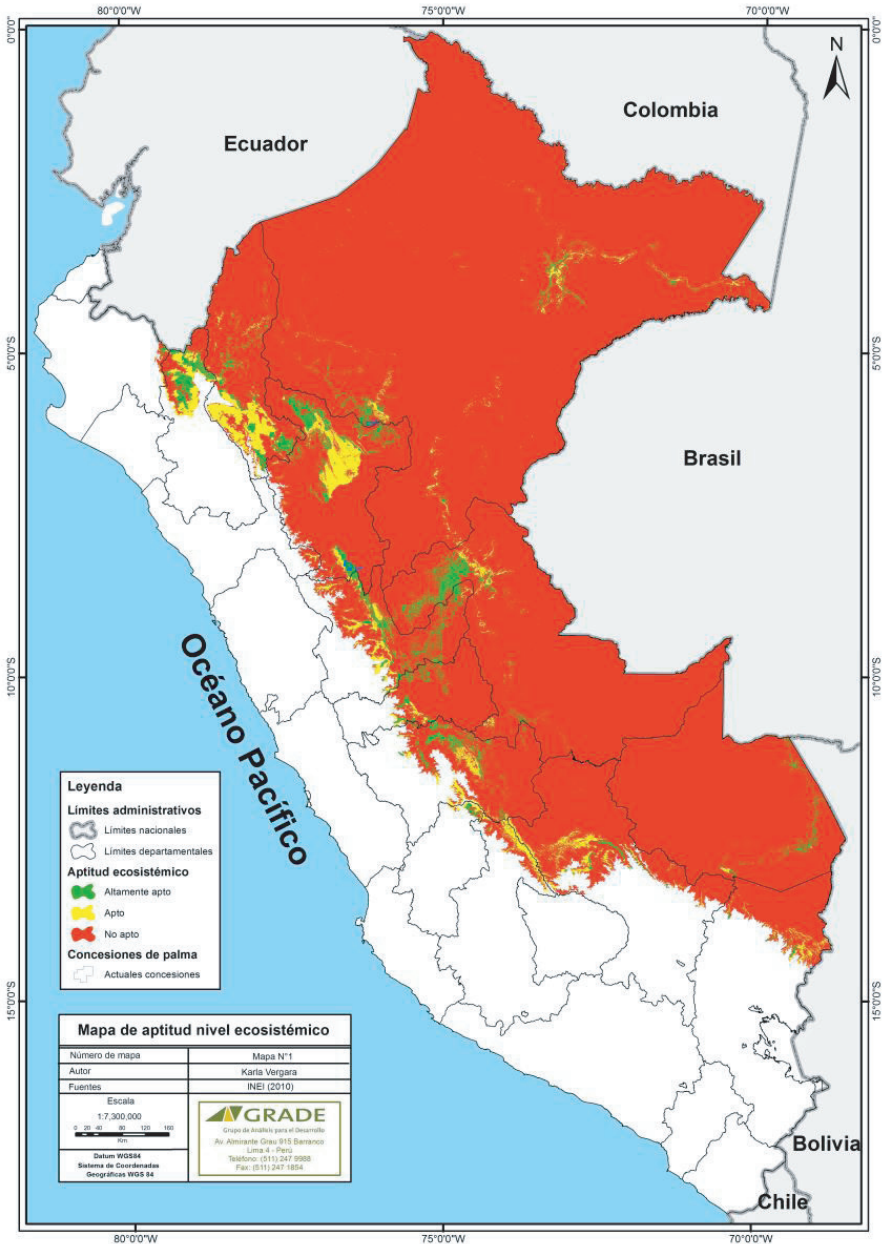 80°0'0"W
75°0'0"W
70°0'0"W
0°0'0"
0°0'0"
N
Colombia
Ecuador
5°0'0"S
5°0'0"S
Brasil
Océano Pacífico
10°0'0"S
10°0'0"S
Leyenda
Límites administrativos
Límites nacionales
Límites departamentales
Aptitud ecosistémico
Altamente apto
Apto
No apto
Concesiones de palma
Actuales concesiones
15°0'0"S
15°0'0"S
Mapa de aptitud nivel ecosistémico
Número de mapa
Mapa N°1
Autor
Karla Vergara
Fuentes
INEI (2010)
Escala
1:7,300,000
0 20 40 80 120 160
Km
Datum WGS84
Sistema de Coordenadas
Geográficas WGS 84
GRADE
Grupo de Análisis para el Desarrollo
Av. Almirante Grau 915 Barranco
Lima 4 - Perú
Teléfono: (511) 247 9988
Fax: (511) 247 1854
Bolivia
Chile
80°0'0"W
75°0'0"W
70°0'0"W